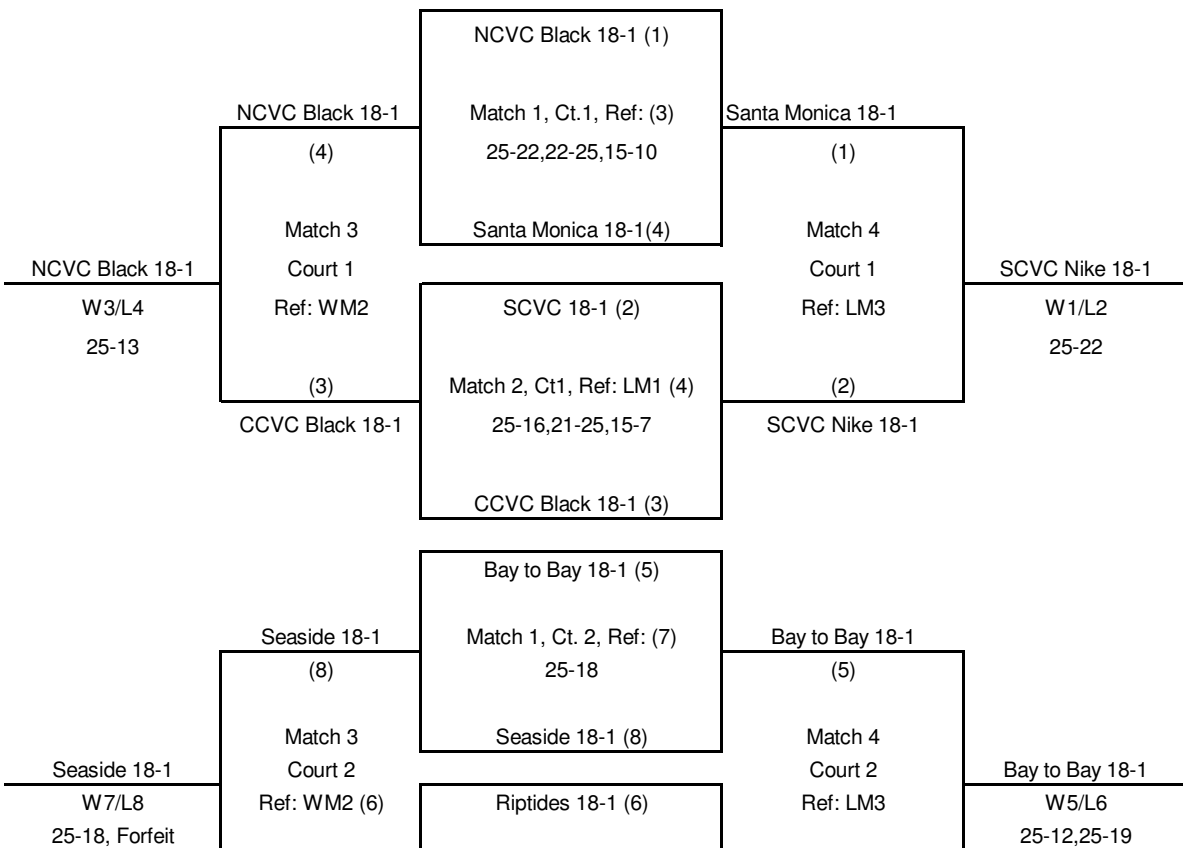 NCVC Black 18-1 (1)
NCVC Black 18-1
Match 1, Ct.1, Ref: (3)
Santa Monica 18-1
(4)
25-22,22-25,15-10
(1)
Match 3
Santa Monica 18-1(4)
Match 4
NCVC Black 18-1
Court 1
Court 1
SCVC Nike 18-1
W3/L4
Ref: WM2
SCVC 18-1 (2)
Ref: LM3
W1/L2
25-13
25-22
(3)
Match 2, Ct1, Ref: LM1 (4)
(2)
CCVC Black 18-1
25-16,21-25,15-7
SCVC Nike 18-1
CCVC Black 18-1 (3)
Bay to Bay 18-1 (5)
Seaside 18-1
Match 1, Ct. 2, Ref: (7)
Bay to Bay 18-1
(8)
25-18
(5)
Match 3
Seaside 18-1 (8)
Match 4
Seaside 18-1
Court 2
Court 2
Bay to Bay 18-1
W7/L8
Ref: WM2 (6)
Riptides 18-1 (6)
Ref: LM3
W5/L6
25-18, Forfeit
25-12,25-19